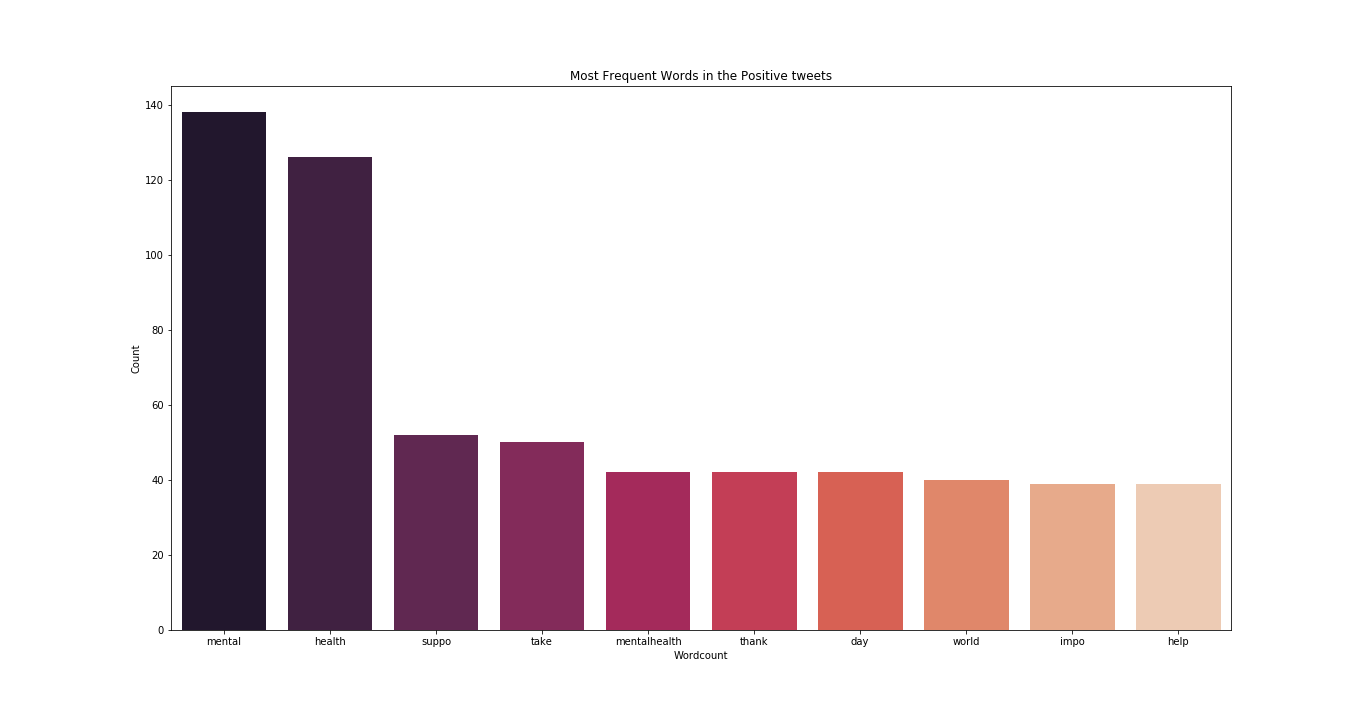 Most Frequent Words in the Positive tweets
140
120
100
80
60
40
20
0
Count
mental health suppo take mentalhealth thank day world impo help
Wordcount